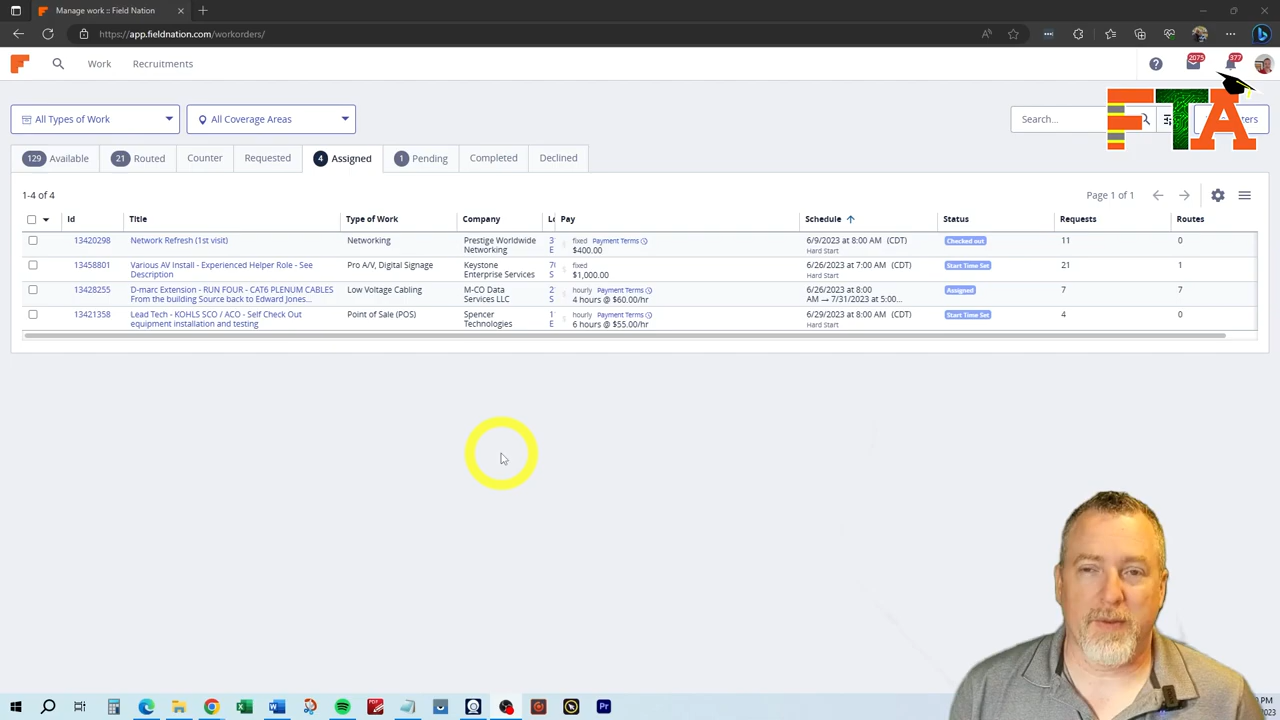 Manage work :: Field Nation
https://app.fieldnation.com/workorders/
Work
Recruitments
2075
377
All Types of Work
All Coverage Areas
Search...
FTA
129 Available
21 Routed
Counter
Requested
4 Assigned
1 Pending
Completed
Declined
1-4 of 4
Page 1 of 1
Id Title Type of Work Company Pay Schedule Status Requests Routes
13420298 Network Refresh (1st visit) Networking Prestige Worldwide fixed Payment Terms 6/9/2023 at 8:00 AM (CDT) Checked out 11 0
Networking $400.00 Hard Start
13458801 Various AV Install - Experienced Helper Role - See Pro A/V, Digital Signage Keystone fixed 6/26/2023 at 7:00 AM (CDT) Start Time Set 21 1
Description Enterprise Services $1,000.00 Hard Start
13428255 D-marc Extension - RUN FOUR - CAT6 PLENUM CABLES Low Voltage Cabling M-CO Data hourly Payment Terms 6/26/2023 at 8:00 Assigned 7 7
From the building Source back to Edward Jones... Services LLC 4 hours @ $60.00/hr AM → 7/31/2023 at 5:00...
13421358 Lead Tech - KOHLS SCO / ACO - Self Check Out Point of Sale (POS) Spencer hourly Payment Terms 6/29/2023 at 8:00 AM (CDT) Start Time Set 4 0
equipment installation and testing Technologies 6 hours @ $55.00/hr Hard Start